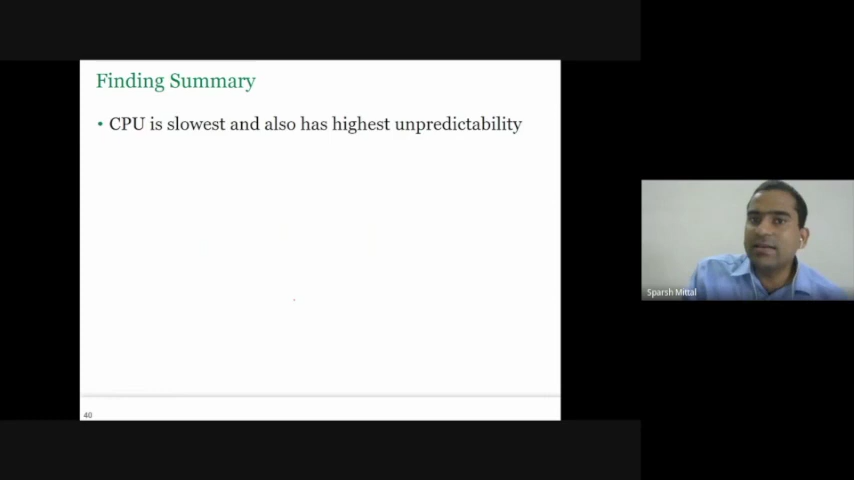 Finding Summary
• CPU is slowest and also has highest unpredictability
Sparsh Mittal
40